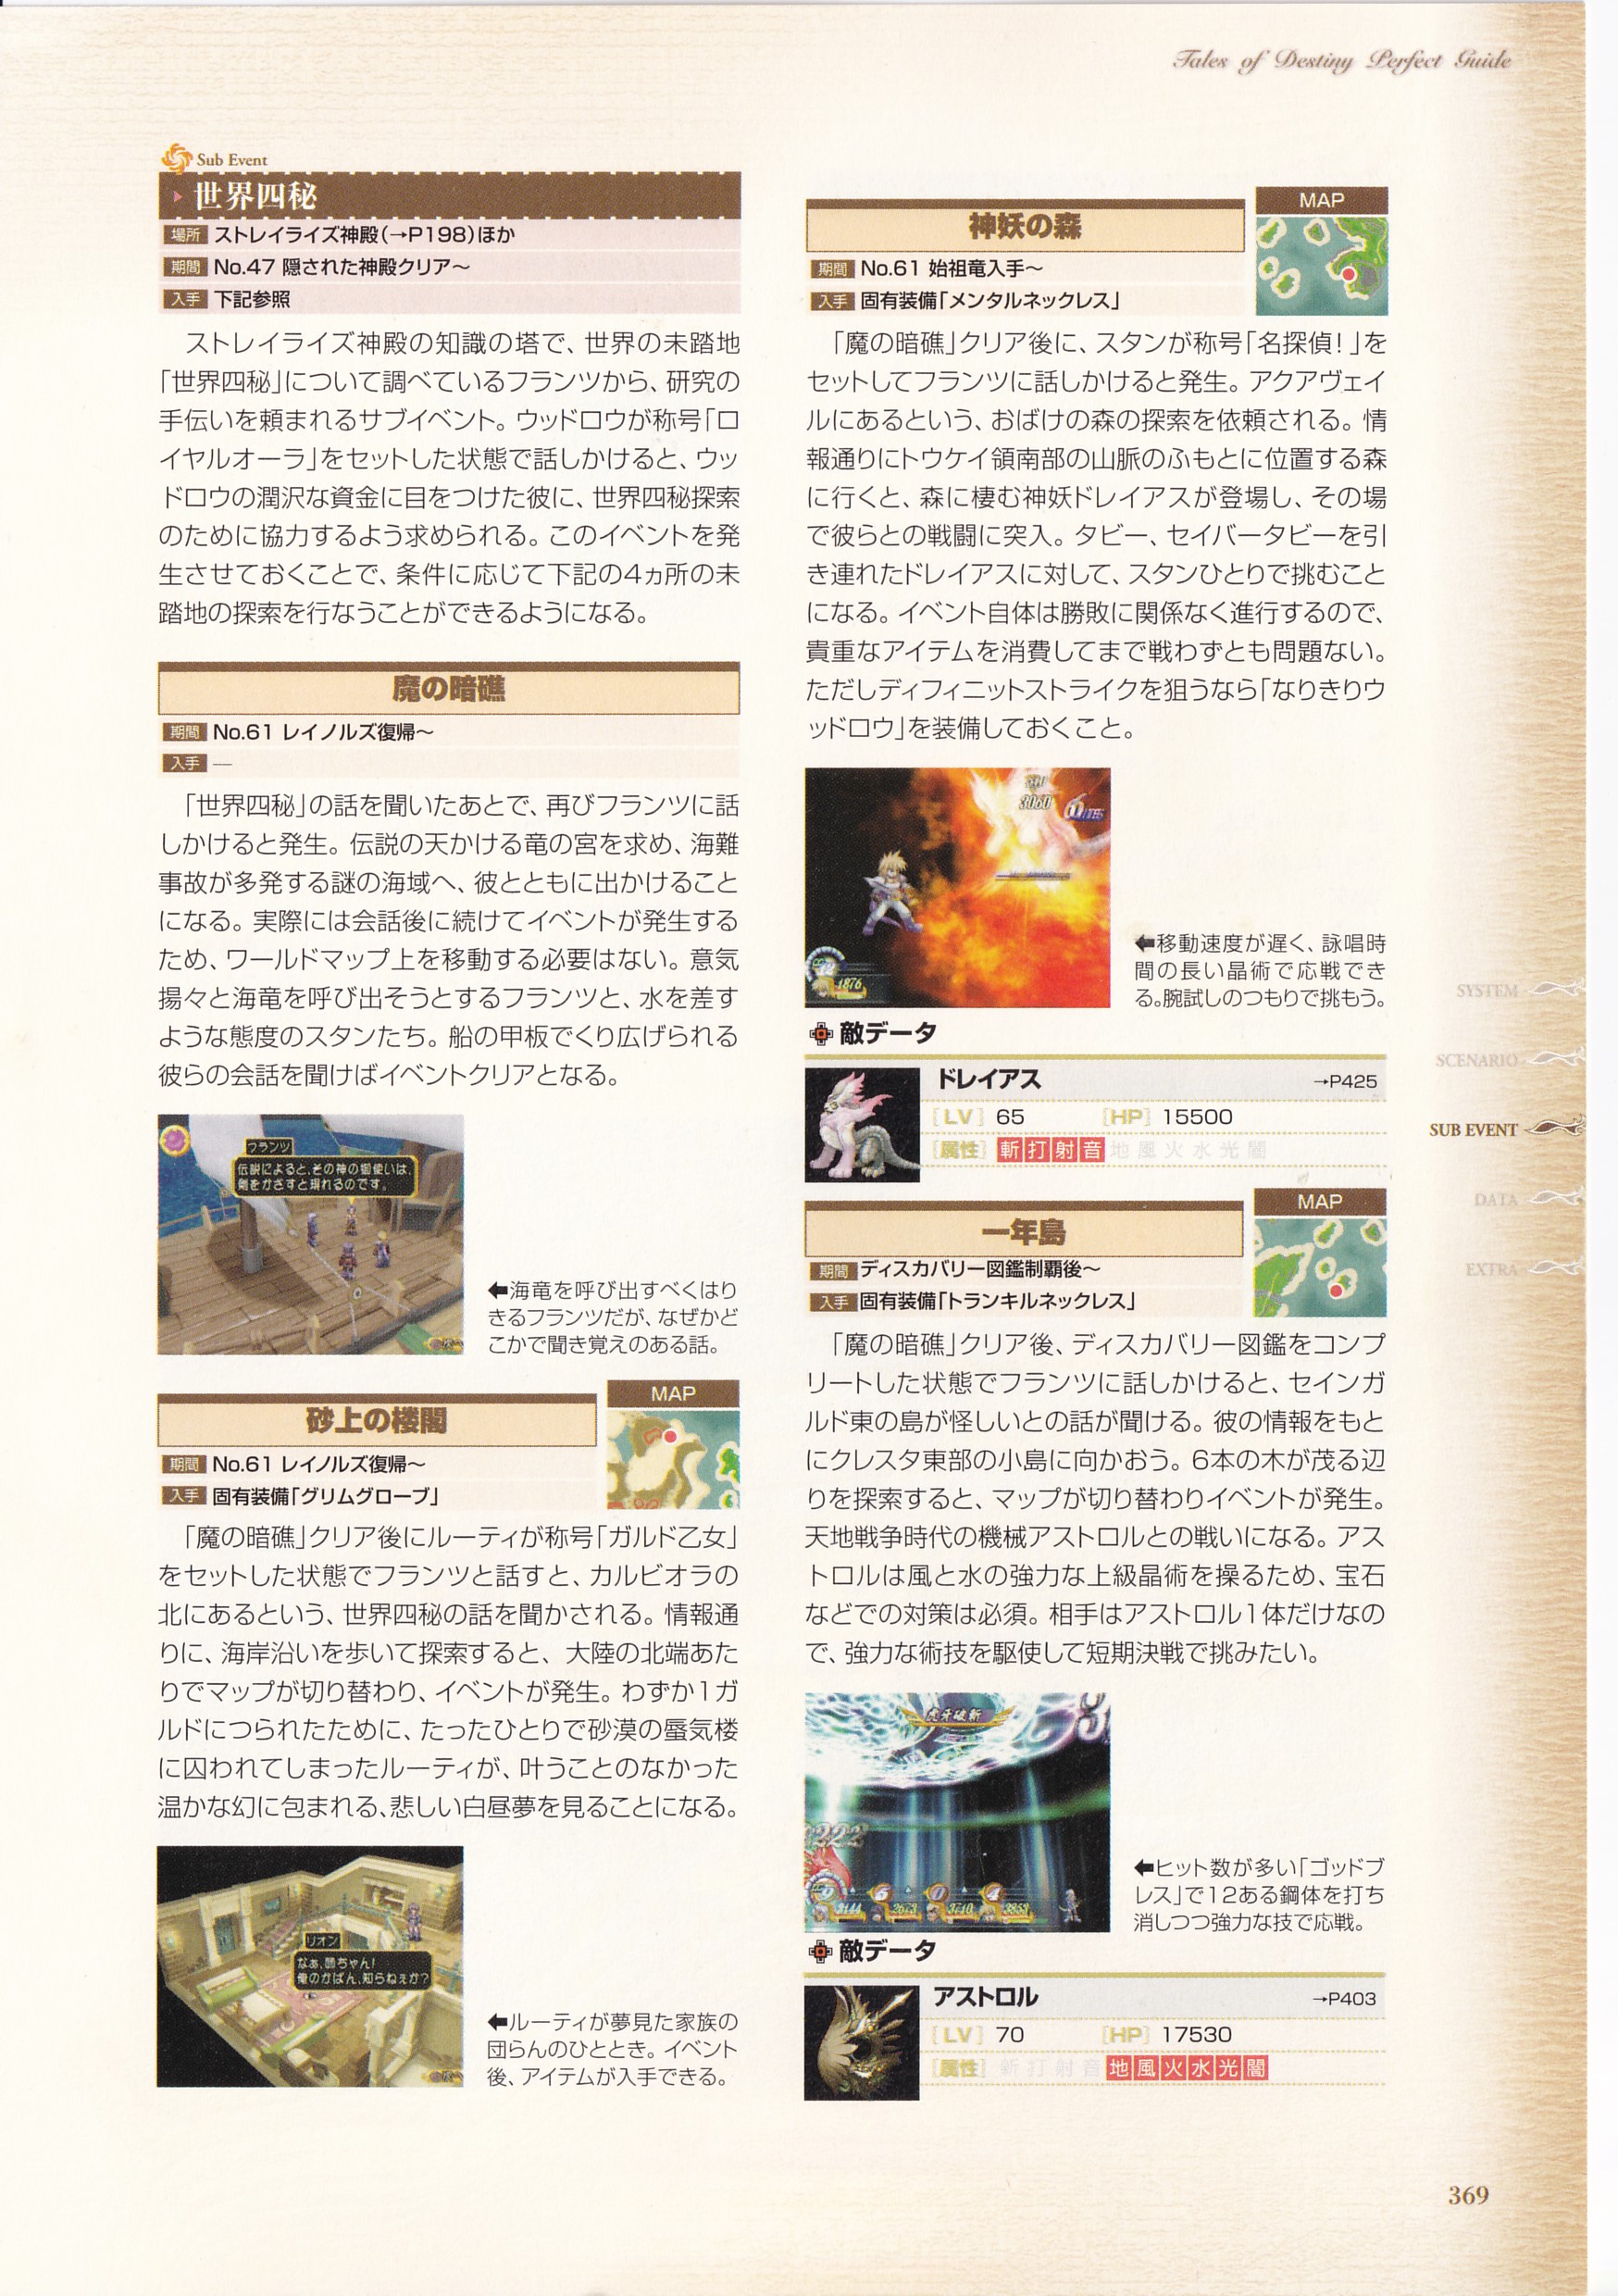 Tales of Destiny Perfect Guide
Sub Event
世界四秘
場所 ストレイライズ神殿(→P198)ほか
期間 No.47 隠された神殿クリア～
入手 下記参照
ストレイライズ神殿の知識の塔で、世界の未踏地
「世界四秘」について調べているフランツから、研究の
手伝いを頼まれるサブイベント。ウッドロウが称号「ロ
イヤルオーラ」をセットした状態で話しかけると、ウッ
ドロウの潤沢な資金に目をつけた彼に、世界四秘探索
のために協力するよう求められる。このイベントを発
生させておくことで、条件に応じて下記の4ヵ所の未
踏地の探索を行なうことができるようになる。
魔の暗礁
期間 No.61 レイノルズ復帰～
入手 ―
「世界四秘」の話を聞いたあとで、再びフランツに話
しかけると発生。伝説の天かける竜の宮を求め、海難
事故が多発する謎の海域へ、彼とともに出かけること
になる。実際には会話後に続けてイベントが発生する
ため、ワールドマップ上を移動する必要はない。意気
揚々と海竜を呼び出そうとするフランツと、水を差す
ような態度のスタンたち。船の甲板でくり広げられる
彼らの会話を聞けばイベントクリアとなる。
フランツ
伝説によると、その神の御使いは、
剣をかざすと現れるのです。
←海竜を呼び出すべくはり
きるフランツだが、なぜかど
こかで聞き覚えのある話。
砂上の楼閣
MAP
期間 No.61 レイノルズ復帰～
入手 固有装備「グリムグローブ」
「魔の暗礁」クリア後にルーティが称号「ガルド乙女」
をセットした状態でフランツと話すと、カルビオラの
北にあるという、世界四秘の話を聞かされる。情報通
りに、海岸沿いを歩いて探索すると、大陸の北端あた
りでマップが切り替わり、イベントが発生。わずか1ガ
ルドにつられたために、たったひとりで砂漠の蜃気楼
に囚われてしまったルーティが、叶うことのなかった
温かな幻に包まれる、悲しい白昼夢を見ることになる。
リオン
なぁ、姉ちゃん!
俺のかばん、知らねぇか?
←ルーティが夢見た家族の
団らんのひととき。イベント
後、アイテムが入手できる。
神妖の森
MAP
期間 No.61 始祖竜入手～
入手 固有装備「メンタルネックレス」
「魔の暗礁」クリア後に、スタンが称号「名探偵!」を
セットしてフランツに話しかけると発生。アクアヴェイ
ルにあるという、おばけの森の探索を依頼される。情
報通りにトウケイ領南部の山脈のふもとに位置する森
に行くと、森に棲む神妖ドレイアスが登場し、その場
で彼らとの戦闘に突入。タビー、セイバータビーを引
き連れたドレイアスに対して、スタンひとりで挑むこと
になる。イベント自体は勝敗に関係なく進行するので、
貴重なアイテムを消費してまで戦わずとも問題ない。
ただしディフィニットストライクを狙うなら「なりきりウ
ッドロウ」を装備しておくこと。
3060
1876
←移動速度が遅く、詠唱時
間の長い晶術で応戦でき
る。腕試しのつもりで挑もう。
敵データ
ドレイアス →P425
[LV] 65 [HP] 15500
[属性] 斬打射音地風火水光闇
一年島
MAP
期間 ディスカバリー図鑑制覇後～
入手 固有装備「トランキルネックレス」
「魔の暗礁」クリア後、ディスカバリー図鑑をコンプ
リートした状態でフランツに話しかけると、セインガ
ルド東の島が怪しいとの話が聞ける。彼の情報をもと
にクレスタ東部の小島に向かおう。6本の木が茂る辺
りを探索すると、マップが切り替わりイベントが発生。
天地戦争時代の機械アストロルとの戦いになる。アス
トロルは風と水の強力な上級晶術を操るため、宝石
などでの対策は必須。相手はアストロル1体だけなの
で、強力な術技を駆使して短期決戦で挑みたい。
虎牙破斬
←ヒット数が多い「ゴッドブ
レス」で12ある鋼体を打ち
消しつつ強力な技で応戦。
敵データ
アストロル →P403
[LV] 70 [HP] 17530
[属性] 斬打射音地風火水光闇
SYSTEM
SCENARIO
SUB EVENT
DATA
EXTRA
369